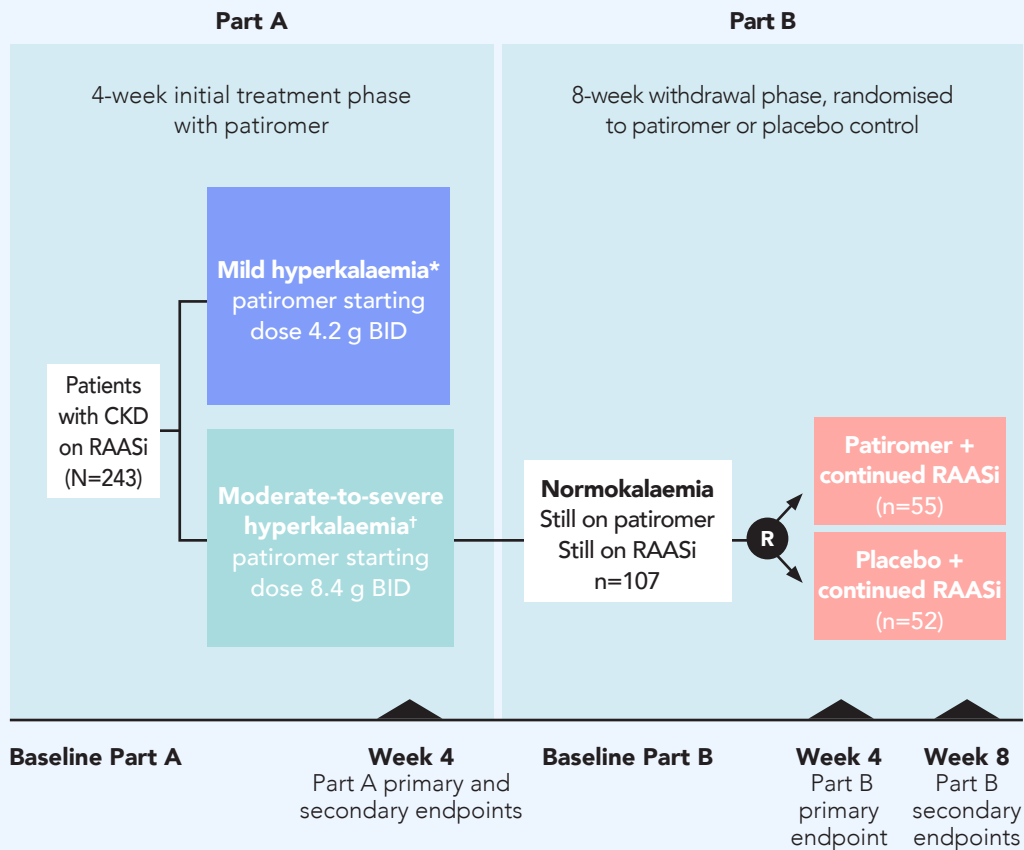 Part A
4-week initial treatment phase
with patiromer
Mild hyperkalaemia*
patiromer starting
dose 4.2 g BID
Patients
with CKD
on RAASi
(N=243)
Moderate-to-severe
hyperkalaemia†
patiromer starting
dose 8.4 g BID
Part B
8-week withdrawal phase, randomised
to patiromer or placebo control
Normokalaemia
Still on patiromer
Still on RAASi
n=107
R
Patiromer +
continued RAASi
(n=55)
Placebo +
continued RAASi
(n=52)
Baseline Part A
Week 4
Part A primary and
secondary endpoints
Baseline Part B
Week 4
Part B
primary
endpoint
Week 8
Part B
secondary
endpoints